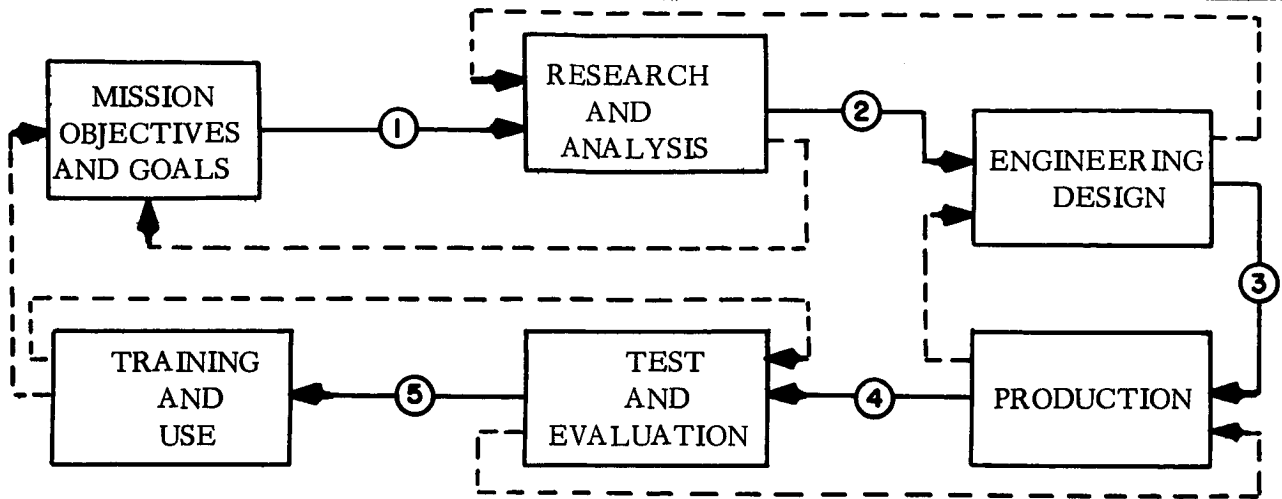 MISSION
OBJECTIVES
AND GOALS
1
RESEARCH
AND
ANALYSIS
2
ENGINEERING
DESIGN
3
PRODUCTION
4
TEST
AND
EVALUATION
5
TRAINING
AND
USE